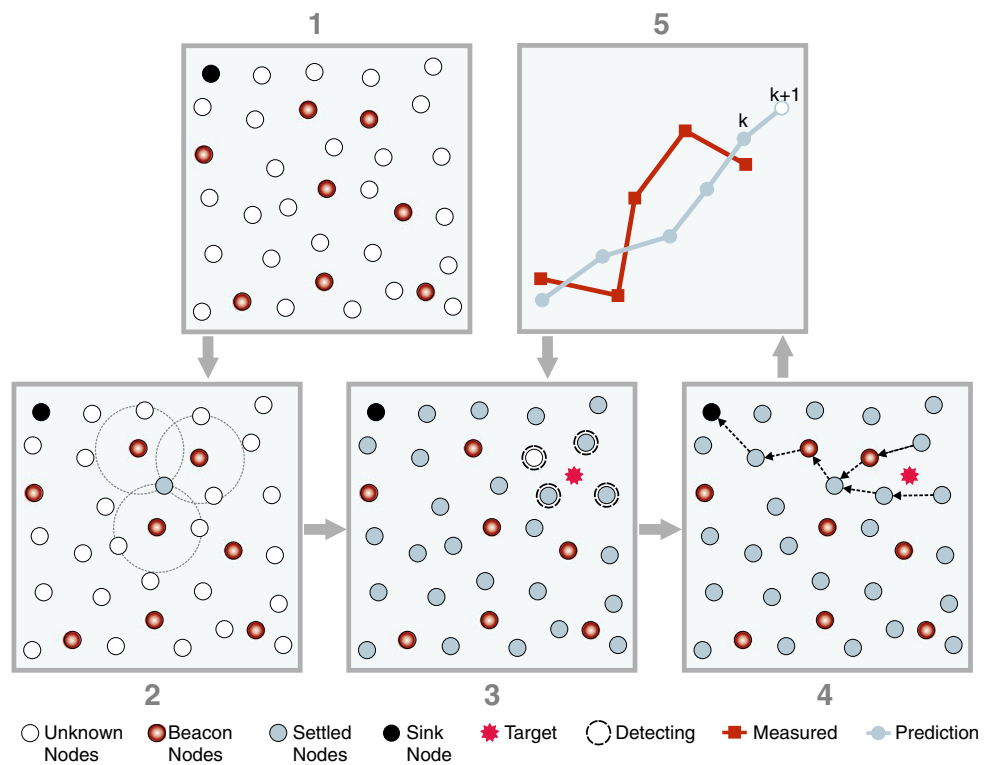 1
5
k+1
k
2
3
4
Unknown Nodes
Beacon Nodes
Settled Nodes
Sink Node
Target
Detecting
Measured
Prediction